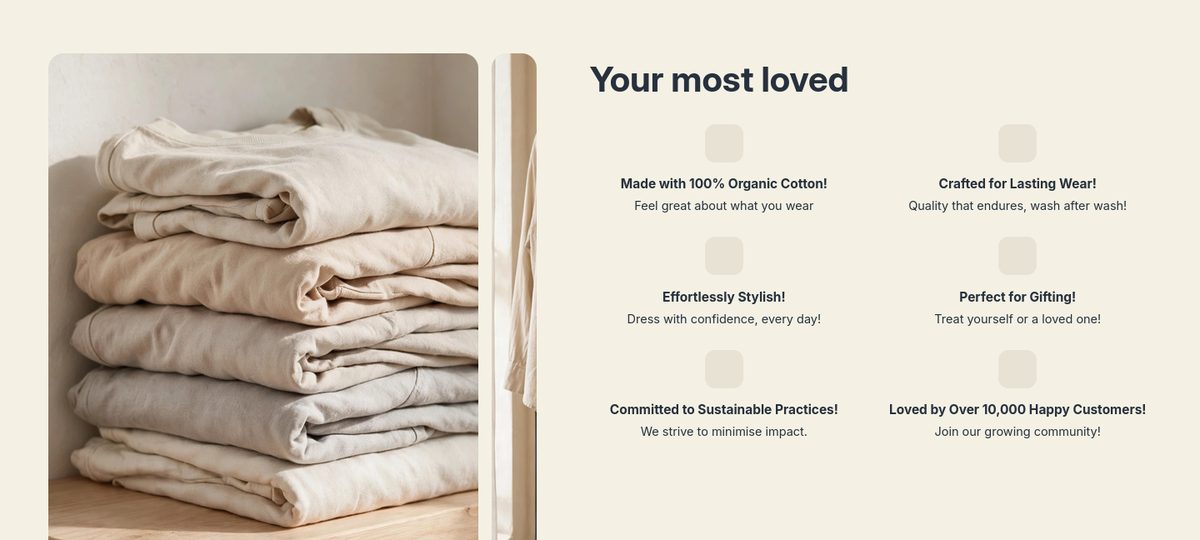 Your most loved
Made with 100% Organic Cotton!
Feel great about what you wear
Crafted for Lasting Wear!
Quality that endures, wash after wash!
Effortlessly Stylish!
Dress with confidence, every day!
Perfect for Gifting!
Treat yourself or a loved one!
Committed to Sustainable Practices!
We strive to minimise impact.
Loved by Over 10,000 Happy Customers!
Join our growing community!